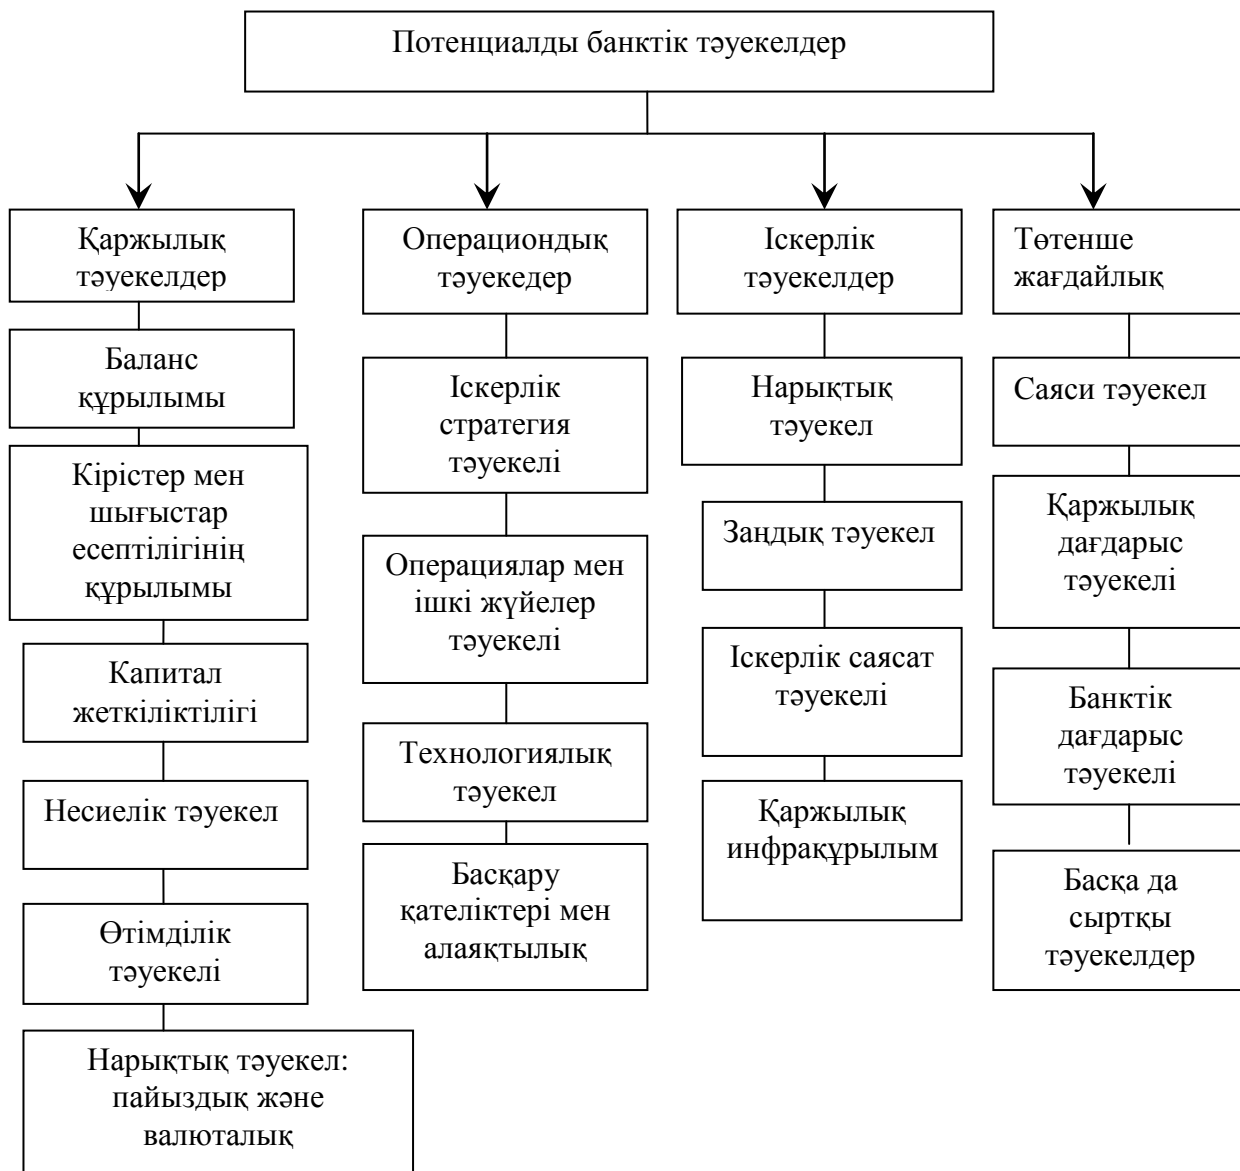 Потенциалды банктік тәуекелдер
Қаржылық
тәуекелдер
Баланс
құрылымы
Кірістер мен
шығыстар
есептілігінің
құрылымы
Капитал
жеткіліктілігі
Несиелік тәуекел
Өтімділік
тәуекелі
Нарықтық тәуекел:
пайыздық және
валюталық
Операциондық
тәуекедер
Іскерлік
стратегия
тәуекелі
Операциялар мен
ішкі жүйелер
тәуекелі
Технологиялық
тәуекел
Басқару
қателіктері мен
алаяқтылық
Іскерлік
тәуекелдер
Нарықтық
тәуекел
Заңдық тәуекел
Іскерлік саясат
тәуекелі
Қаржылық
инфрақұрылым
Төтенше
жағдайлық
Саяси тәуекел
Қаржылық
дағдарыс
тәуекелі
Банктік
дағдарыс
тәуекелі
Басқа да
сыртқы
тәуекелдер